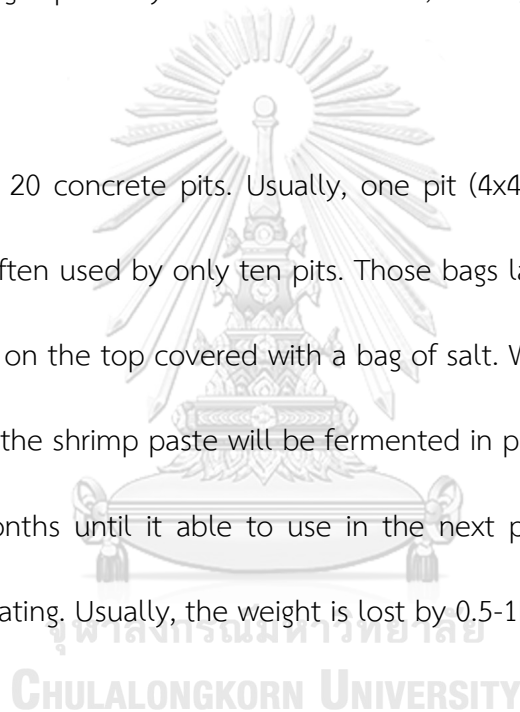 20 concrete pits. Usually, one pit (4x4
ften used by only ten pits. Those bags la
on the top covered with a bag of salt. W
the shrimp paste will be fermented in p
onths until it able to use in the next p
ating. Usually, the weight is lost by 0.5-1
จุฬาลงกรณ์มหาวิทยาลัย
CHULALONGKORN UNIVERSITY